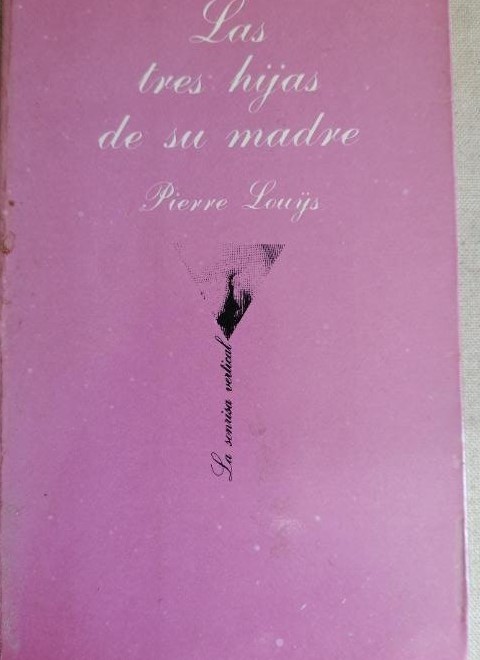 Las
tres hijas
de su madre
Pierre Louÿs
La sonrisa vertical